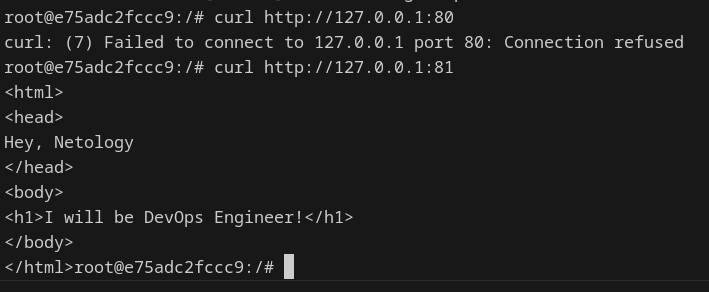 root@e75adc2fccc9:/# curl http://127.0.0.1:80
curl: (7) Failed to connect to 127.0.0.1 port 80: Connection refused
root@e75adc2fccc9:/# curl http://127.0.0.1:81
<html>
<head>
Hey, Netology
</head>
<body>
<h1>I will be DevOps Engineer!</h1>
</body>
</html>root@e75adc2fccc9:/#